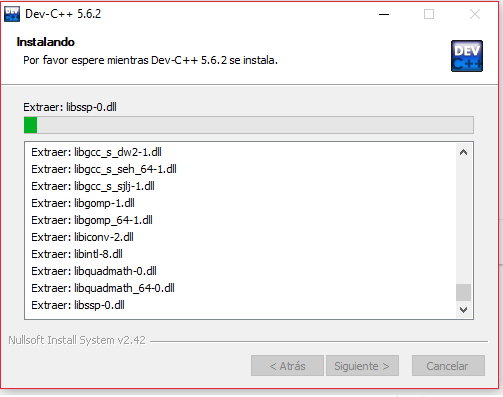 Dev-C++ 5.6.2
Instalando
Por favor espere mientras Dev-C++ 5.6.2 se instala.
DEV
C++
Extraer: libssp-0.dll
Extraer: libgcc_s_dw2-1.dll
Extraer: libgcc_s_seh_64-1.dll
Extraer: libgcc_s_sjlj-1.dll
Extraer: libgomp-1.dll
Extraer: libgomp_64-1.dll
Extraer: libiconv-2.dll
Extraer: libintl-8.dll
Extraer: libquadmath-0.dll
Extraer: libquadmath_64-0.dll
Extraer: libssp-0.dll
Nullsoft Install System v2.42
< Atrás Siguiente > Cancelar